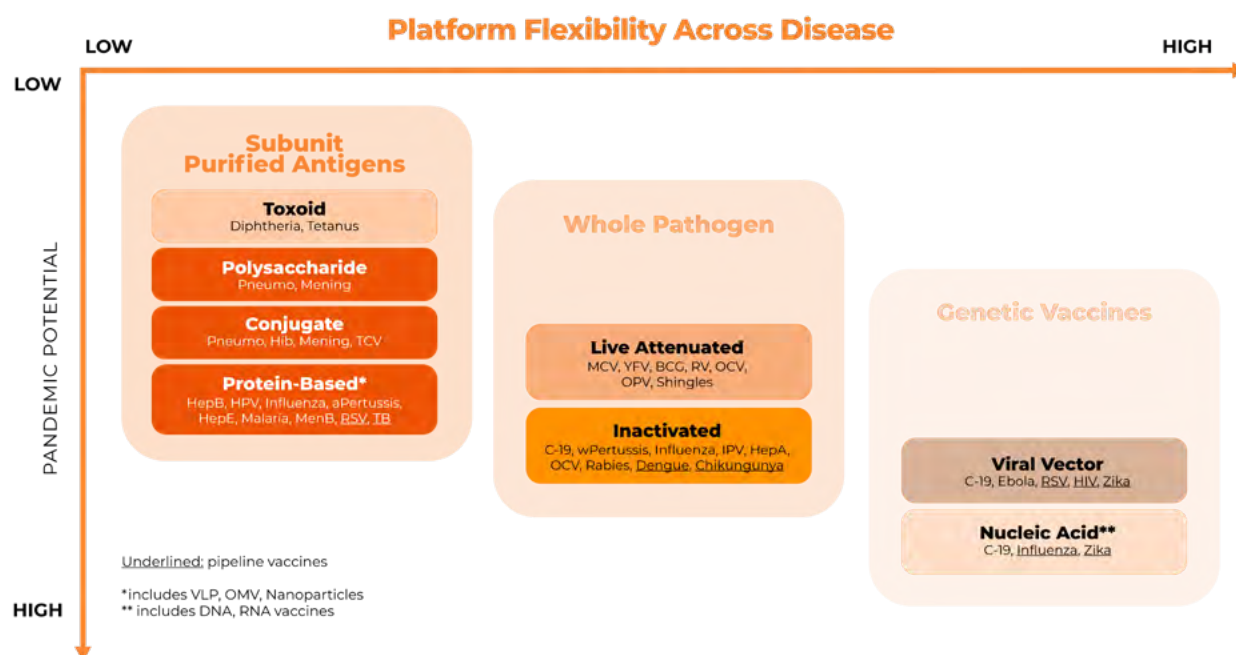 Platform Flexibility Across Disease
LOW
HIGH
LOW
PANDEMIC POTENTIAL
HIGH
Subunit
Purified Antigens
Toxoid
Diphtheria, Tetanus
Polysaccharide
Pneumo, Mening
Conjugate
Pneumo, Hib, Mening, TCV
Protein-Based*
HepB, HPV, Influenza, aPertussis,
HepE, Malaria, MenB, RSV, TB
Whole Pathogen
Live Attenuated
MCV, YFV, BCG, RV, OCV,
OPV, Shingles
Inactivated
C-19, wPertussis, Influenza, IPV, HepA,
OCV, Rabies, Dengue, Chikungunya
Genetic Vaccines
Viral Vector
C-19, Ebola, RSV, HIV, Zika
Nucleic Acid**
C-19, Influenza, Zika
Underlined: pipeline vaccines
*includes VLP, OMV, Nanoparticles
** includes DNA, RNA vaccines